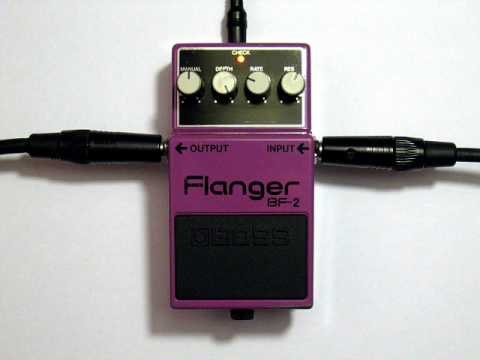 CHECK
MANUAL DEPTH RATE RES
OUTPUT INPUT
Flanger
BF-2
BOSS